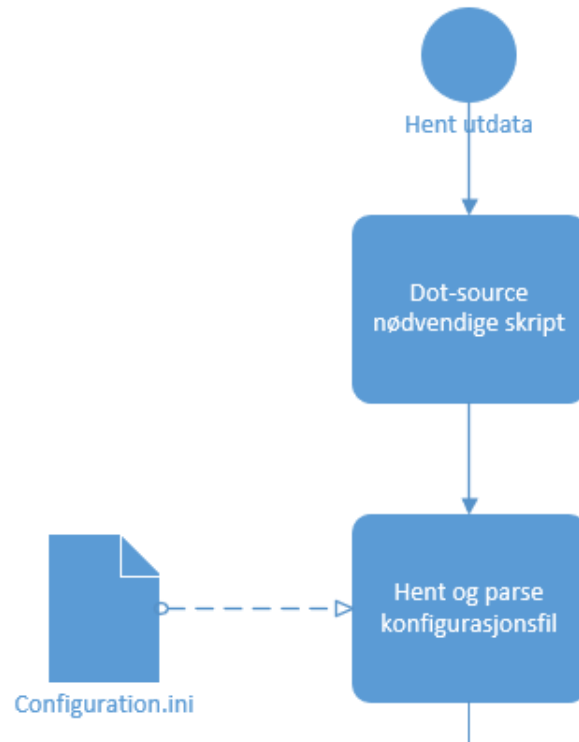 Hent utdata
Dot-source
nødvendige skript
Hent og parse
konfigurasjonsfil
Configuration.ini